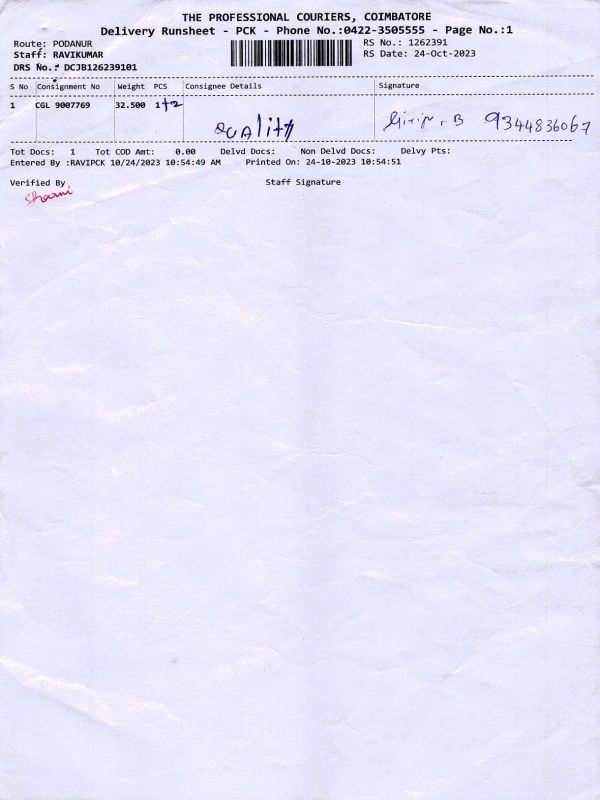 THE PROFESSIONAL COURIERS, COIMBATORE
Delivery Runsheet - PCK - Phone No.:0422-3505555 - Page No.:1
Route: PODANUR RS No.: 1262391
Staff: RAVIKUMAR RS Date: 24-Oct-2023
DRS No.: DCJB126239101
S No Consignment No Weight PCS Consignee Details Signature
1 CGL 9007769 32.500 1+2 B 9344836067
QUAlity
Tot Docs: 1 Tot COD Amt: 0.00 Delvd Docs: Non Delvd Docs: Delvy Pts:
Entered By :RAVIPCK 10/24/2023 10:54:49 AM Printed On: 24-10-2023 10:54:51
Verified By Staff Signature